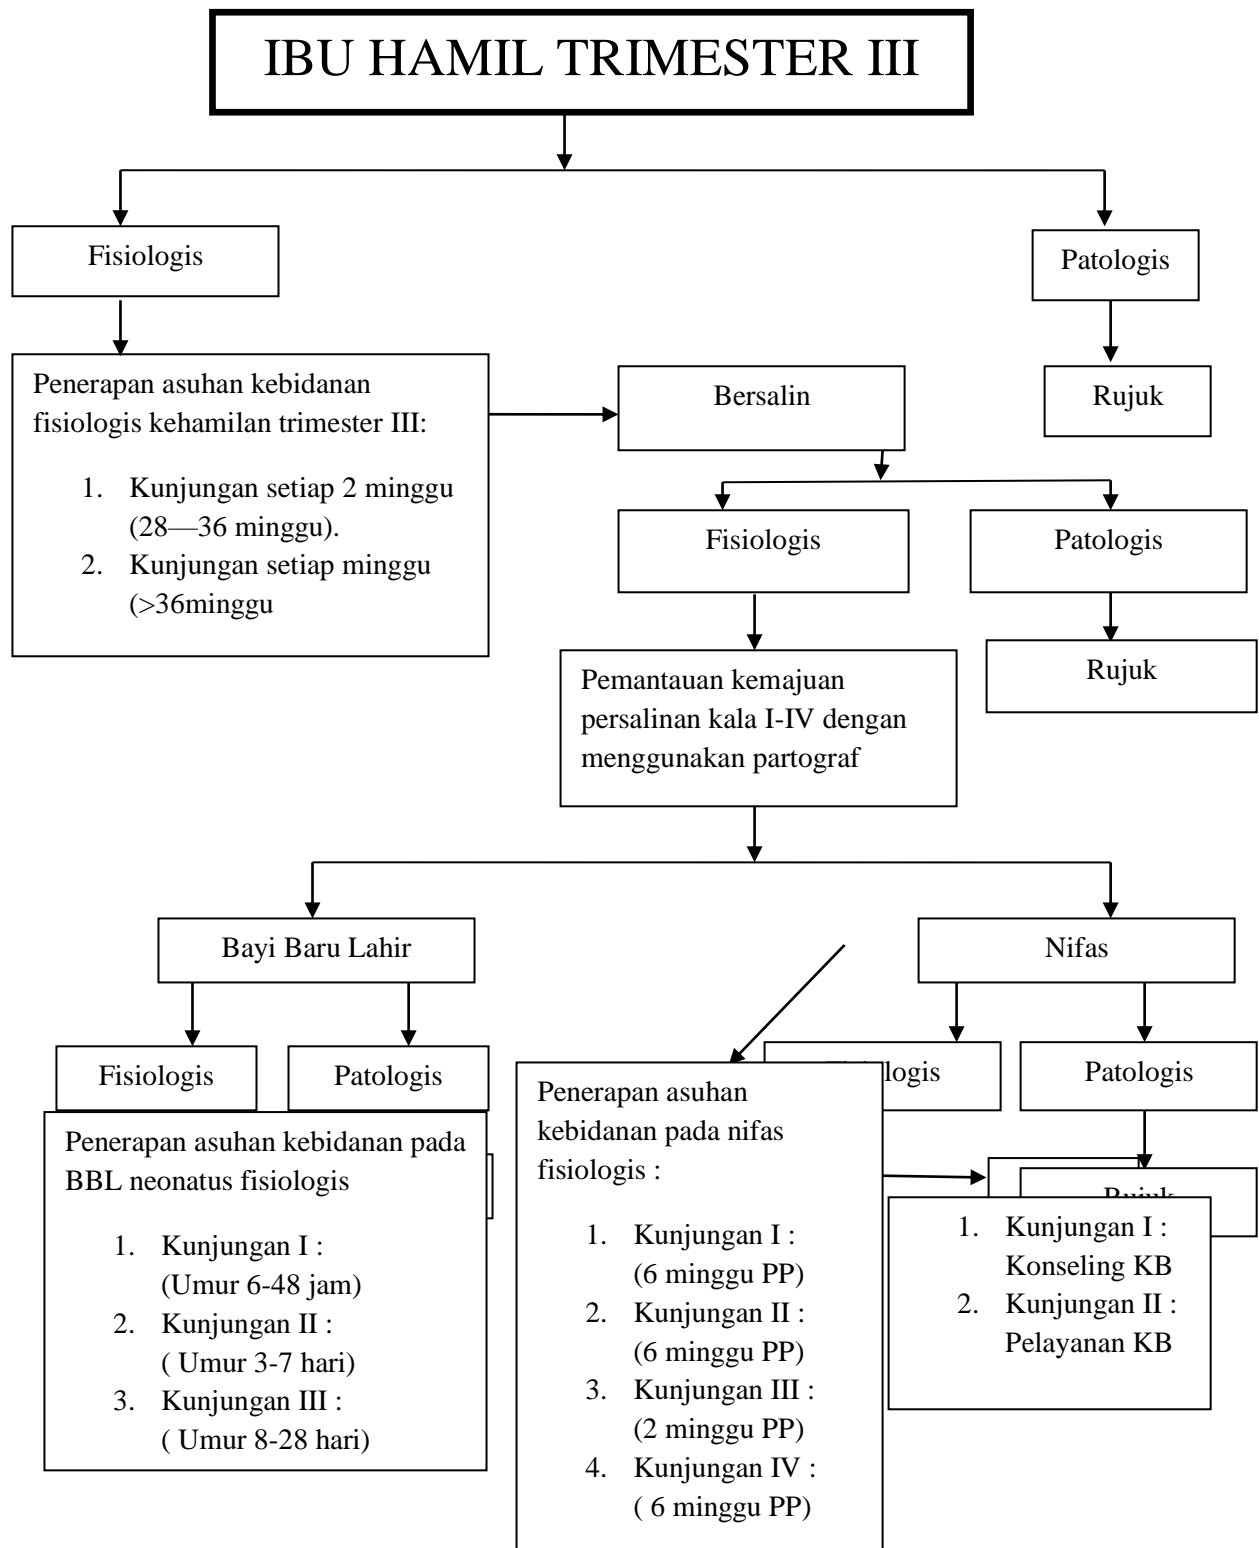 IBU HAMIL TRIMESTER III
Fisiologis
Patologis
Penerapan asuhan kebidanan
fisiologis kehamilan trimester III:
1. Kunjungan setiap 2 minggu
(28—36 minggu).
2. Kunjungan setiap minggu
(>36minggu
Bersalin
Rujuk
Fisiologis
Patologis
Rujuk
Pemantauan kemajuan
persalinan kala I-IV dengan
menggunakan partograf
Bayi Baru Lahir
Nifas
Fisiologis
Patologis
logis
Patologis
Penerapan asuhan kebidanan pada
BBL neonatus fisiologis
1. Kunjungan I :
(Umur 6-48 jam)
2. Kunjungan II :
( Umur 3-7 hari)
3. Kunjungan III :
( Umur 8-28 hari)
Penerapan asuhan
kebidanan pada nifas
fisiologis :
1. Kunjungan I :
(6 minggu PP)
2. Kunjungan II :
(6 minggu PP)
3. Kunjungan III :
(2 minggu PP)
4. Kunjungan IV :
( 6 minggu PP)
Rujuk
1. Kunjungan I :
Konseling KB
2. Kunjungan II :
Pelayanan KB